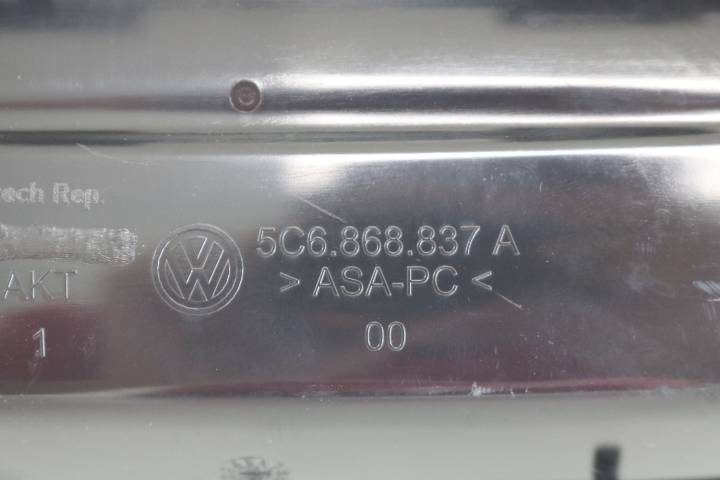 ech Rep.
5C6.868.837 A
AKT
> ASA-PC <
1
00